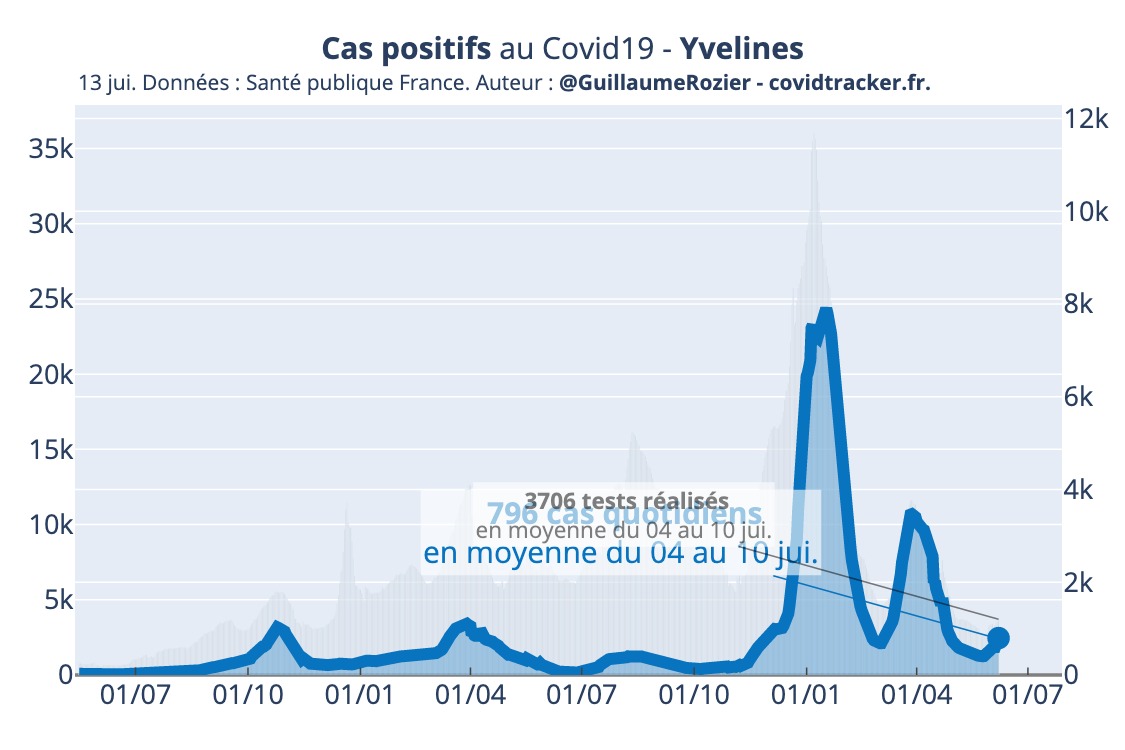 Cas positifs au Covid19 - Yvelines
13 jui. Données : Santé publique France. Auteur : @GuillaumeRozier - covidtracker.fr.
12k
35k
10k
30k
25k
8k
20k
6k
15k
4k
3706 tests réalisés
796 cas quotidiens
10k
en moyenne du 04 au 10 jui.
en moyenne du 04 au 10 jui.
2k
5k
0
0
01/07
01/10
01/01
01/04
01/07
01/10
01/01
01/04
01/07